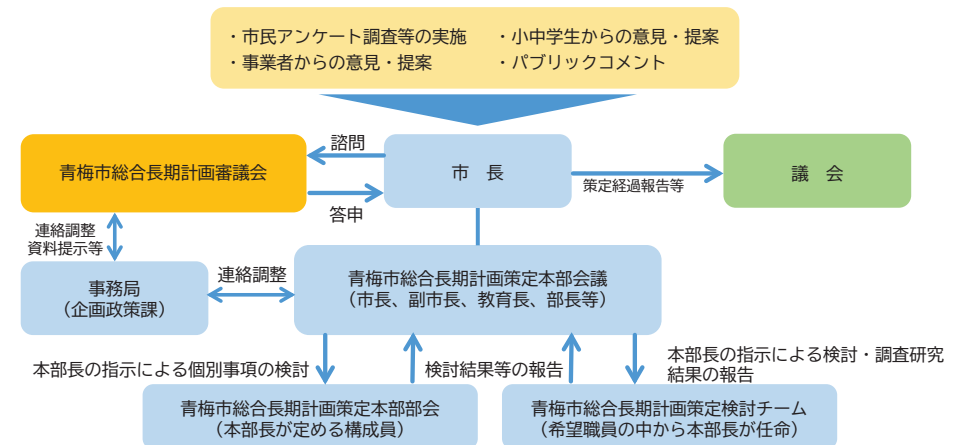 ・市民アンケート調査等の実施　・小中学生からの意見・提案
・事業者からの意見・提案　・パブリックコメント
諮問
青梅市総合長期計画審議会
市　長
議　会
策定経過報告等
答申
連絡調整
資料提示等
事務局
（企画政策課）
連絡調整
青梅市総合長期計画策定本部会議
（市長、副市長、教育長、部長等）
本部長の指示による個別事項の検討
検討結果等の報告
本部長の指示による検討・調査研究
結果の報告
青梅市総合長期計画策定本部部会
（本部長が定める構成員）
青梅市総合長期計画策定検討チーム
（希望職員の中から本部長が任命）